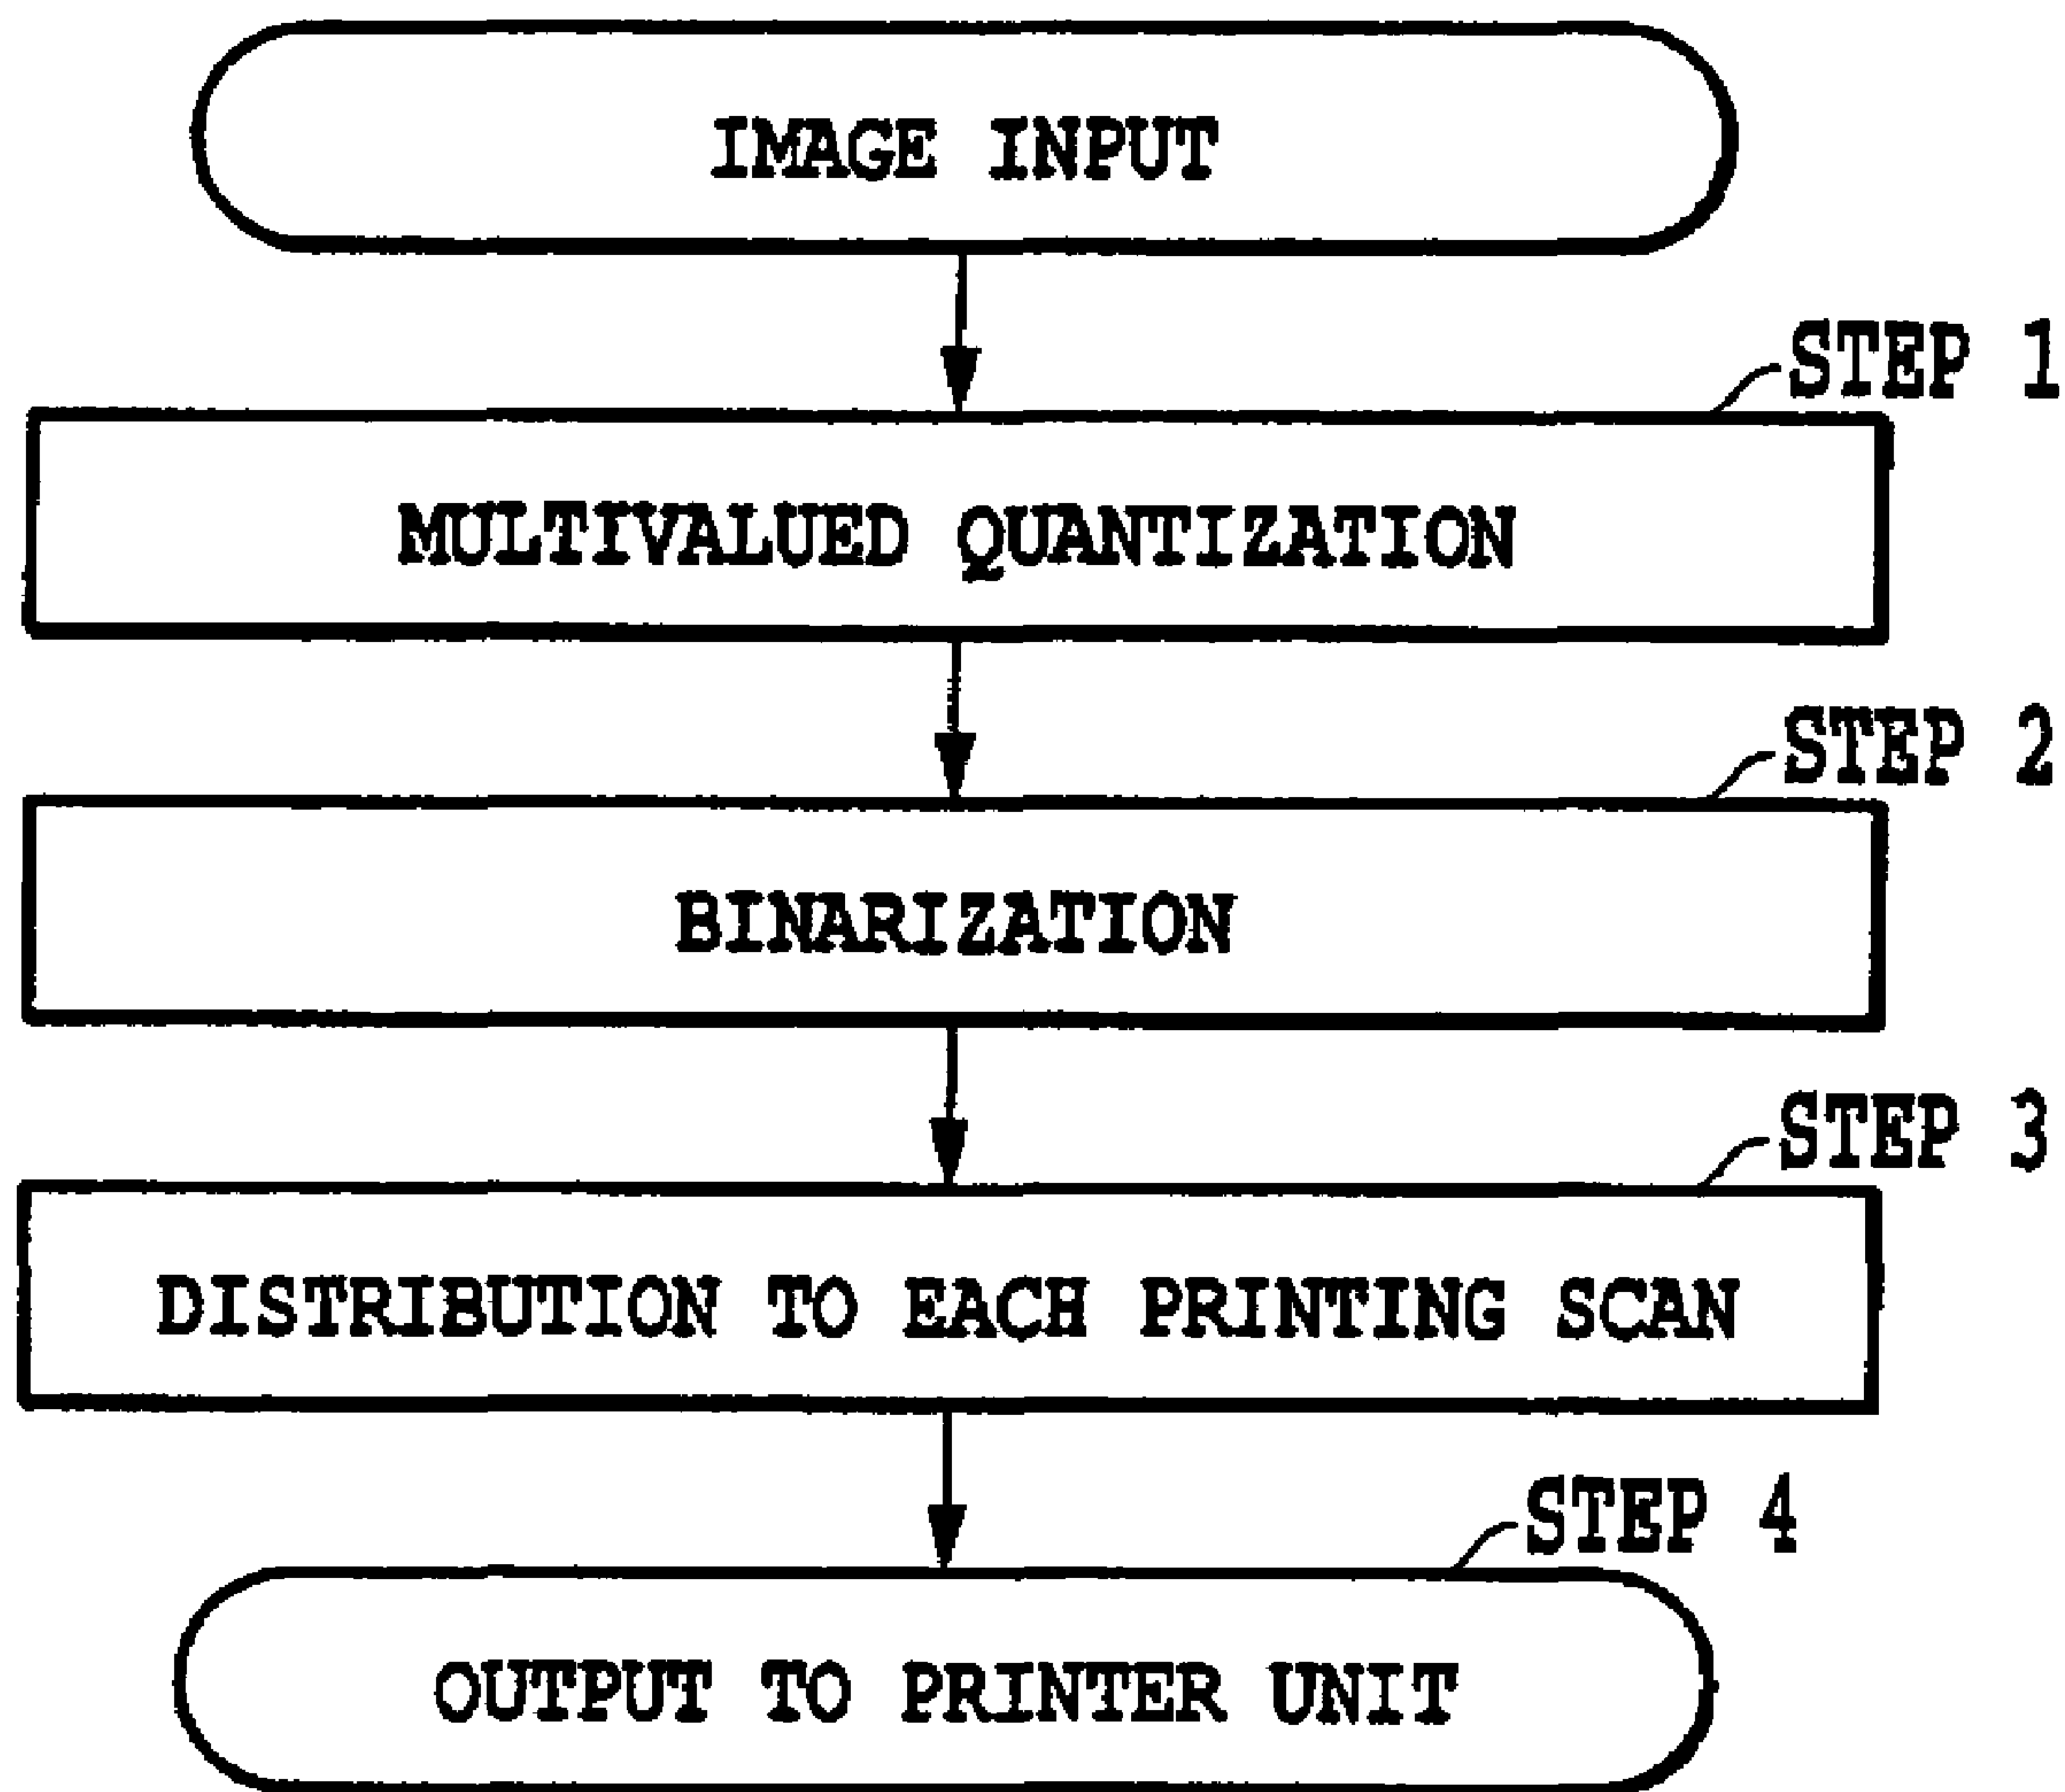 IMAGE INPUT
STEP 1
MULTIVALUED QUANTIZATION
STEP 2
BINARIZATION
STEP 3
DISTRIBUTION TO EACH PRINTING SCAN
STEP 4
OUTPUT TO PRINTER UNIT